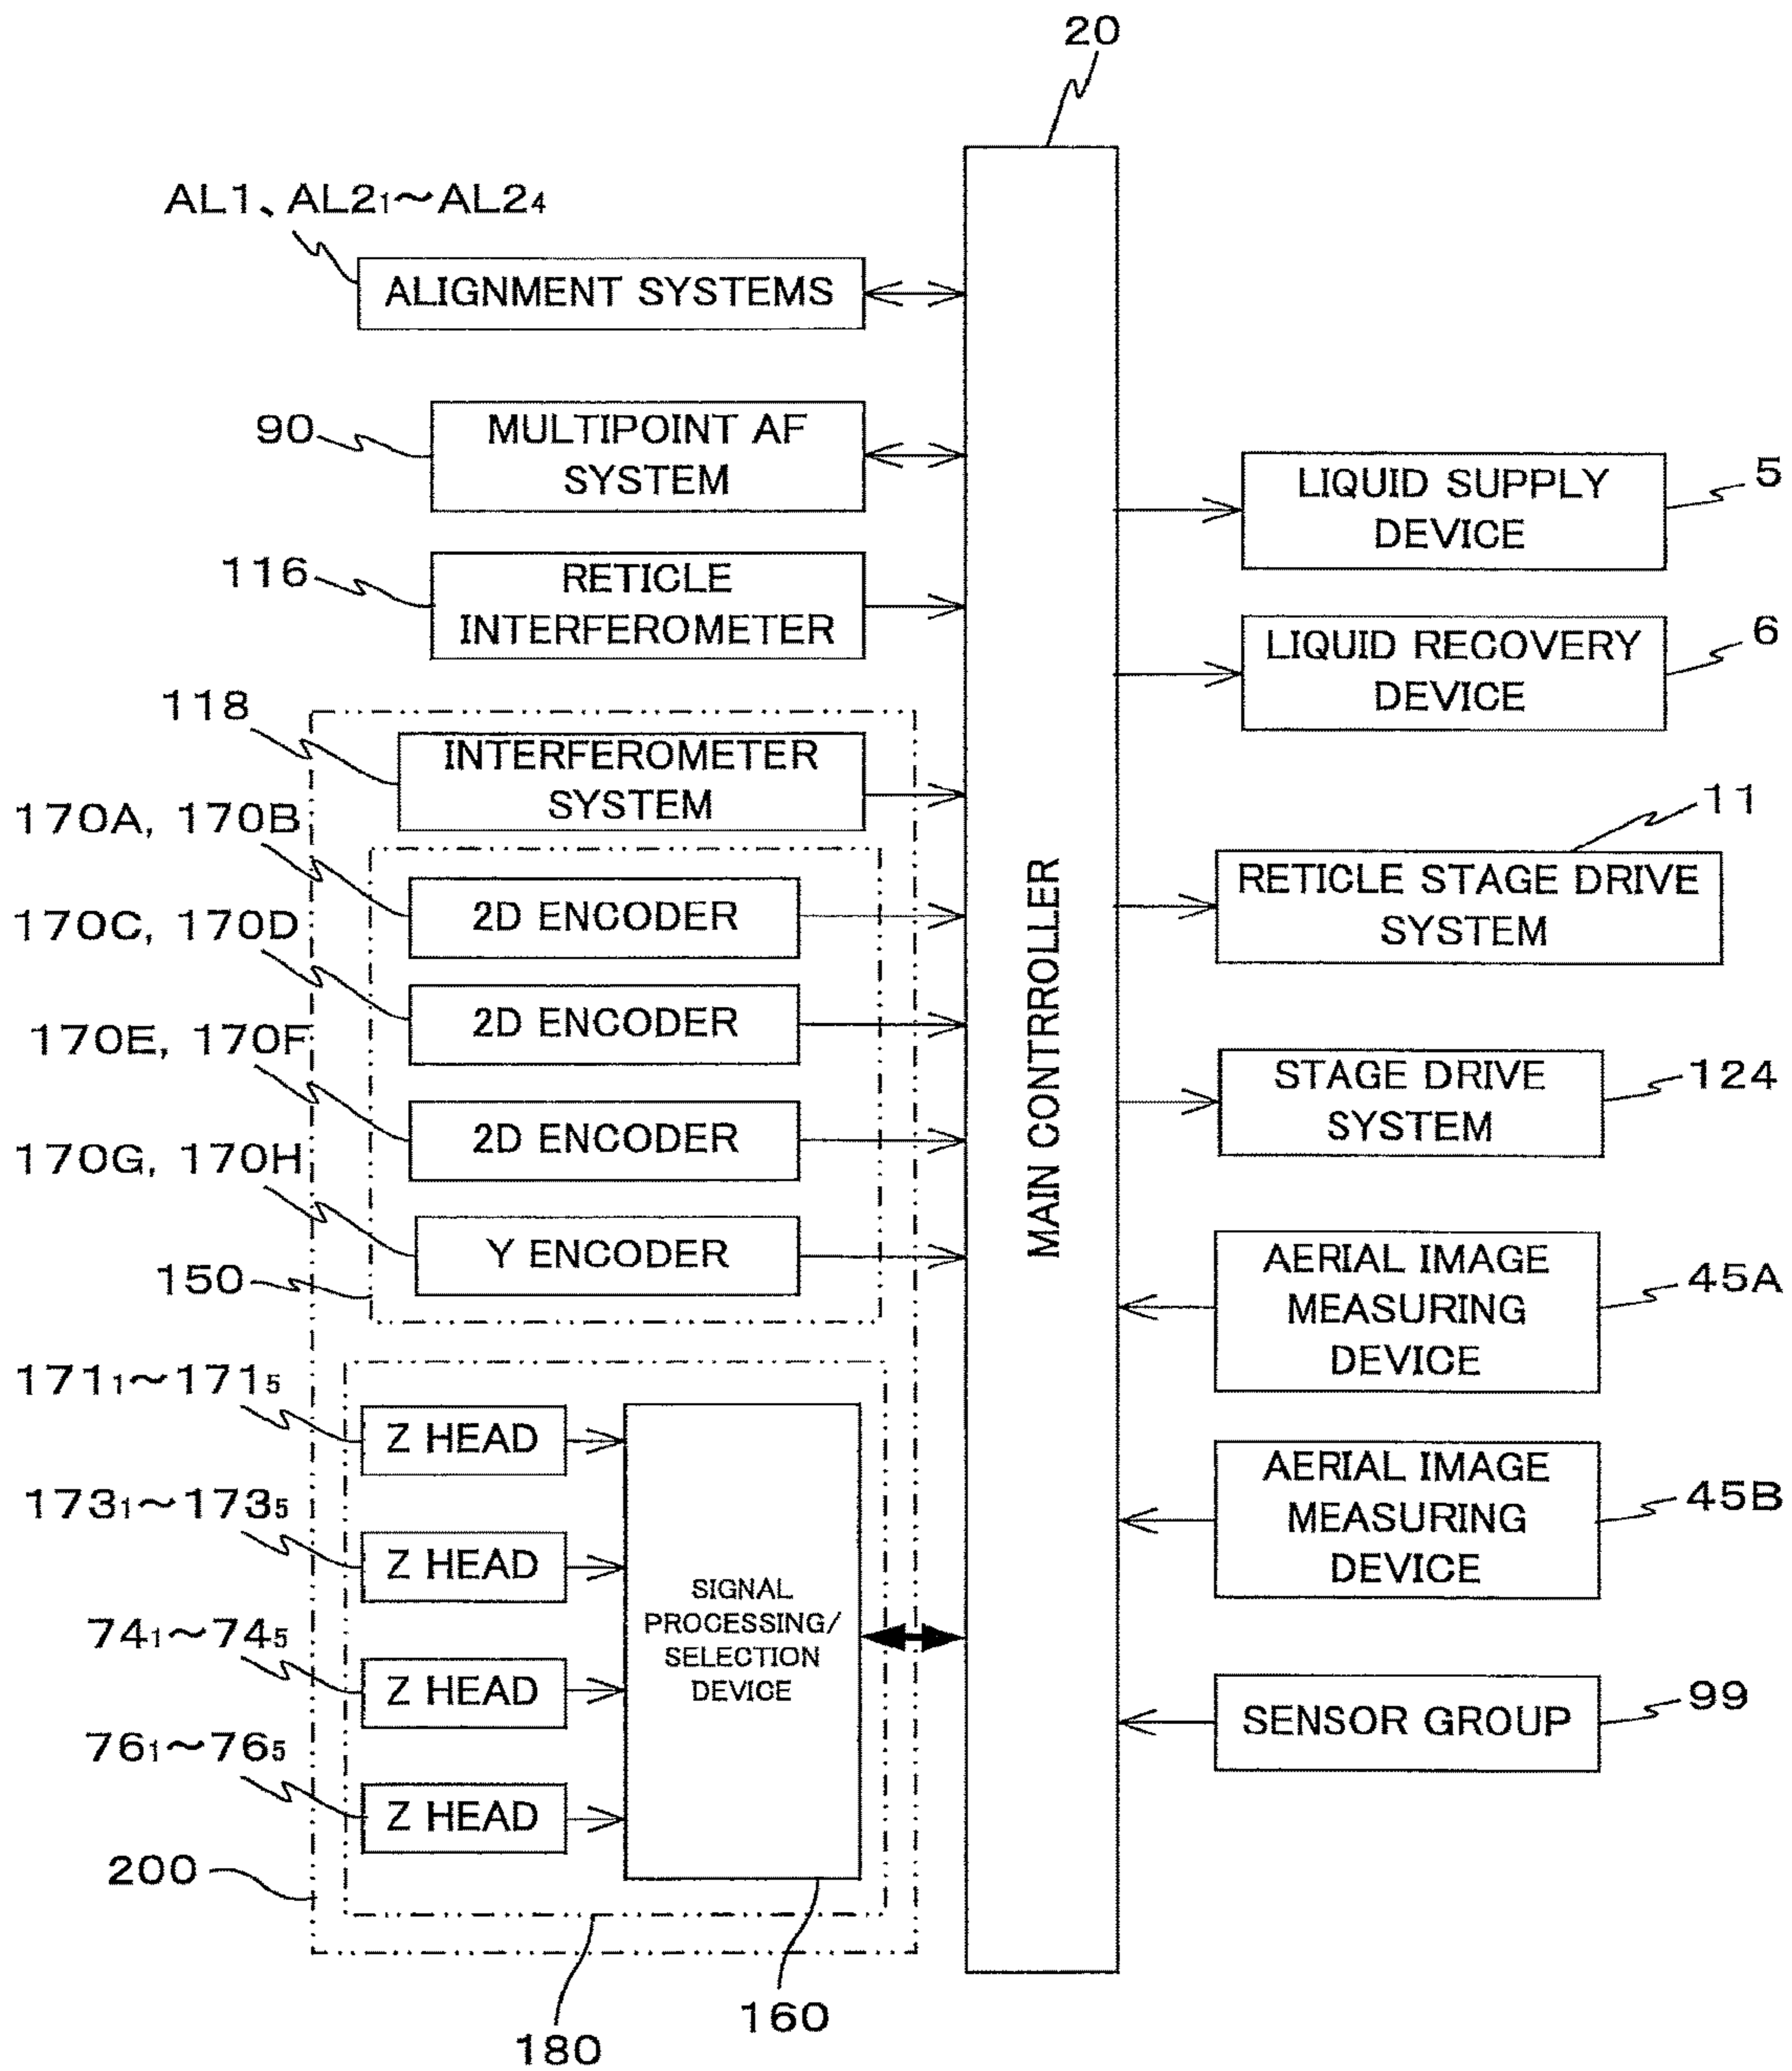 20
AL1、AL21～AL24
ALIGNMENT SYSTEMS
90
MULTIPOINT AF
SYSTEM
116
RETICLE
INTERFEROMETER
118
INTERFEROMETER
SYSTEM
170A, 170B
2D ENCODER
170C, 170D
2D ENCODER
170E, 170F
2D ENCODER
170G, 170H
Y ENCODER
150
1711～1715
Z HEAD
1731～1735
Z HEAD
741～745
Z HEAD
761～765
Z HEAD
SIGNAL
PROCESSING/
SELECTION
DEVICE
200
180
160
MAIN CONTRROLLER
LIQUID SUPPLY
DEVICE
5
LIQUID RECOVERY
DEVICE
6
11
RETICLE STAGE DRIVE
SYSTEM
STAGE DRIVE
SYSTEM
124
AERIAL IMAGE
MEASURING
DEVICE
45A
AERIAL IMAGE
MEASURING
DEVICE
45B
SENSOR GROUP
99